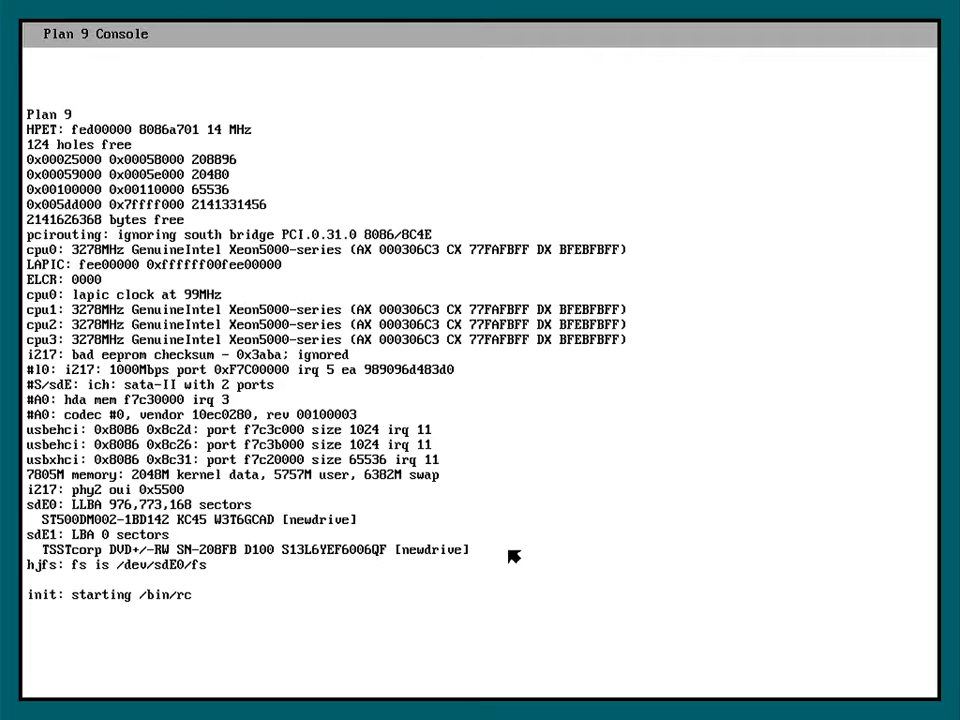 Plan 9 Console
Plan 9
HPET: fed00000 8086a701 14 MHz
124 holes free
0x00025000 0x00058000 208896
0x00059000 0x0005e000 20480
0x00100000 0x00110000 65536
0x005dd000 0x7ffff000 2141331456
2141626368 bytes free
pcirouting: ignoring south bridge PCI.0.31.0 8086/8C4E
cpu0: 3278MHz GenuineIntel Xeon5000-series (AX 000306C3 CX 77FAFBFF DX BFEBFBFF)
LAPIC: fee00000 0xffffff00fee00000
ELCR: 0000
cpu0: lapic clock at 99MHz
cpu1: 3278MHz GenuineIntel Xeon5000-series (AX 000306C3 CX 77FAFBFF DX BFEBFBFF)
cpu2: 3278MHz GenuineIntel Xeon5000-series (AX 000306C3 CX 77FAFBFF DX BFEBFBFF)
cpu3: 3278MHz GenuineIntel Xeon5000-series (AX 000306C3 CX 77FAFBFF DX BFEBFBFF)
i217: bad eeprom checksum - 0x3aba; ignored
#l0: i217: 1000Mbps port 0xF7C00000 irq 5 ea 989096d483d0
#S/sdE: ich: sata-II with 2 ports
#A0: hda mem f7c30000 irq 3
#A0: codec #0, vendor 10ec0280, rev 00100003
usbehci: 0x8086 0x8c2d: port f7c3c000 size 1024 irq 11
usbehci: 0x8086 0x8c26: port f7c3b000 size 1024 irq 11
usbxhci: 0x8086 0x8c31: port f7c20000 size 65536 irq 11
7805M memory: 2048M kernel data, 5757M user, 6382M swap
i217: phy2 oui 0x5500
sdE0: LLBA 976,773,168 sectors
ST500DM002-1BD142 KC45 W3T6GCAD [newdrive]
sdE1: LBA 0 sectors
TSSTcorp DVD+/-RW SN-208FB D100 S13L6YEF6006QF [newdrive]
hjfs: fs is /dev/sdE0/fs
init: starting /bin/rc